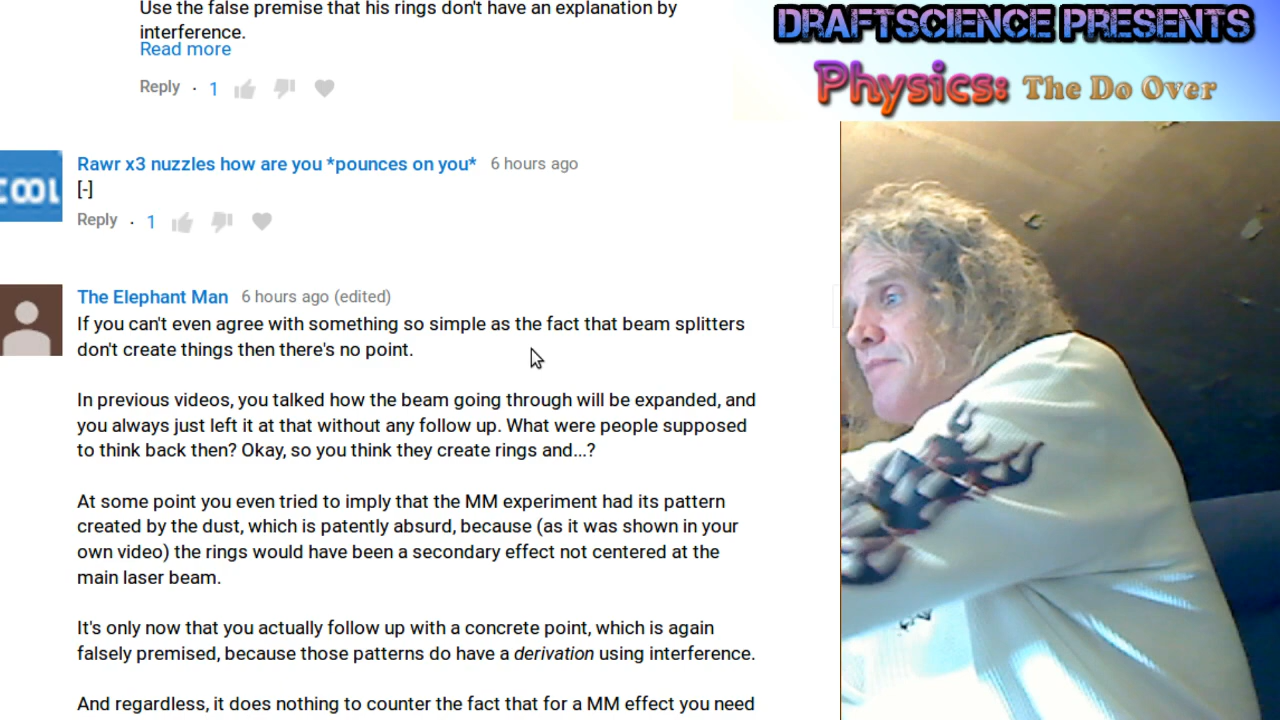 Use the false premise that his rings don't have an explanation by
interference.
Read more
Reply · 1
DRAFTSCIENCE PRESENTS
Physics: The Do Over
Rawr x3 nuzzles how are you *pounces on you* 6 hours ago
COOL
[-]
Reply · 1
The Elephant Man 6 hours ago (edited)
If you can't even agree with something so simple as the fact that beam splitters
don't create things then there's no point.
In previous videos, you talked how the beam going through will be expanded, and
you always just left it at that without any follow up. What were people supposed
to think back then? Okay, so you think they create rings and...?
At some point you even tried to imply that the MM experiment had its pattern
created by the dust, which is patently absurd, because (as it was shown in your
own video) the rings would have been a secondary effect not centered at the
main laser beam.
It's only now that you actually follow up with a concrete point, which is again
falsely premised, because those patterns do have a derivation using interference.
And regardless, it does nothing to counter the fact that for a MM effect you need